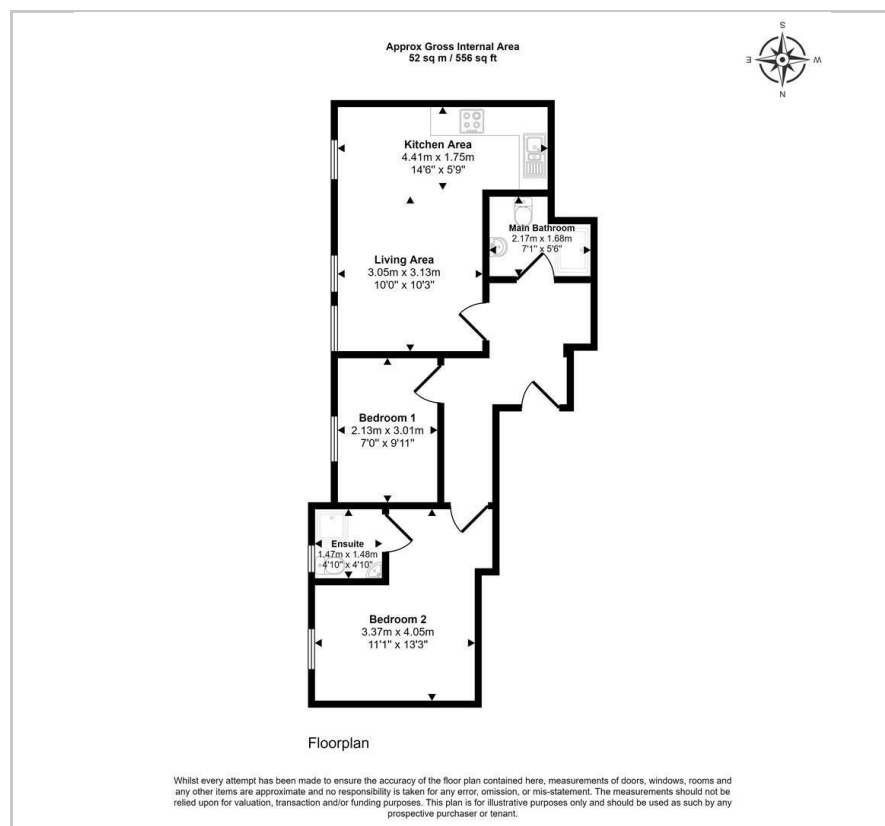 Approx Gross Internal Area
52 sq m / 556 sq ft
S
E
W
N
Kitchen Area
4.41m x 1.75m
14'6" x 5'9"
Main Bathroom
2.17m x 1.68m
7'1" x 5'6"
Living Area
3.05m x 3.13m
10'0" x 10'3"
Bedroom 1
2.13m x 3.01m
7'0" x 9'11"
Ensuite
1.47m x 1.48m
4'10" x 4'10"
Bedroom 2
3.37m x 4.05m
11'1" x 13'3"
Floorplan
Whilst every attempt has been made to ensure the accuracy of the floor plan contained here, measurements of doors, windows, rooms and
any other items are approximate and no responsibility is taken for any error, omission, or mis-statement. The measurements should not be
relied upon for valuation, transaction and/or funding purposes. This plan is for illustrative purposes only and should be used as such by any
prospective purchaser or tenant.